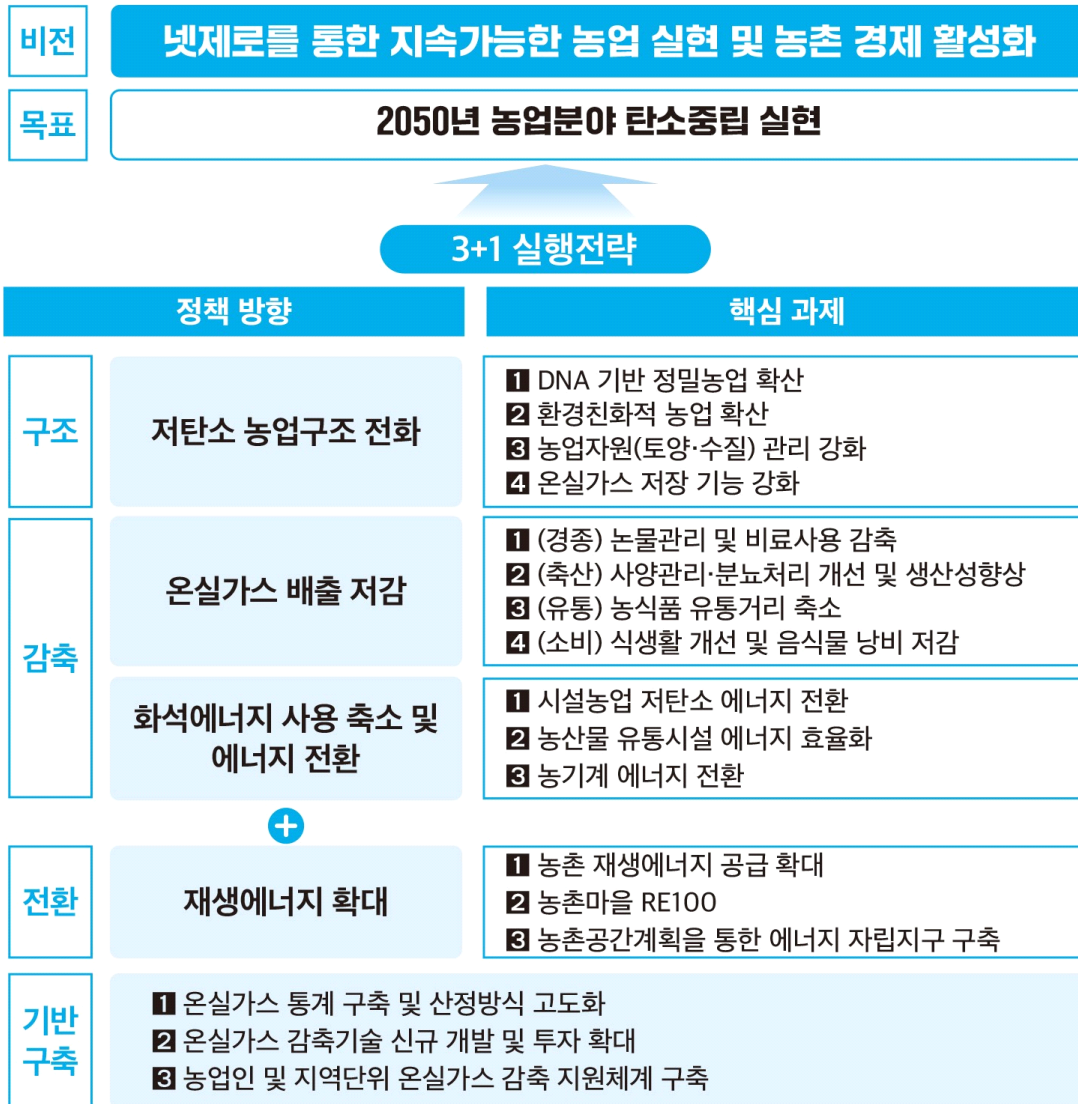 비전
넷제로를 통한 지속가능한 농업 실현 및 농촌 경제 활성화
목표
2050년 농업분야 탄소중립 실현
3+1 실행전략
정책 방향
핵심 과제
구조
저탄소 농업구조 전화
1 DNA 기반 정밀농업 확산
2 환경친화적 농업 확산
3 농업자원(토양·수질) 관리 강화
4 온실가스 저장 기능 강화
감축
온실가스 배출 저감
1 (경종) 논물관리 및 비료사용 감축
2 (축산) 사양관리·분뇨처리 개선 및 생산성향상
3 (유통) 농식품 유통거리 축소
4 (소비) 식생활 개선 및 음식물 낭비 저감
화석에너지 사용 축소 및
에너지 전환
1 시설농업 저탄소 에너지 전환
2 농산물 유통시설 에너지 효율화
3 농기계 에너지 전환
+
전환
재생에너지 확대
1 농촌 재생에너지 공급 확대
2 농촌마을 RE100
3 농촌공간계획을 통한 에너지 자립지구 구축
기반
구축
1 온실가스 통계 구축 및 산정방식 고도화
2 온실가스 감축기술 신규 개발 및 투자 확대
3 농업인 및 지역단위 온실가스 감축 지원체계 구축